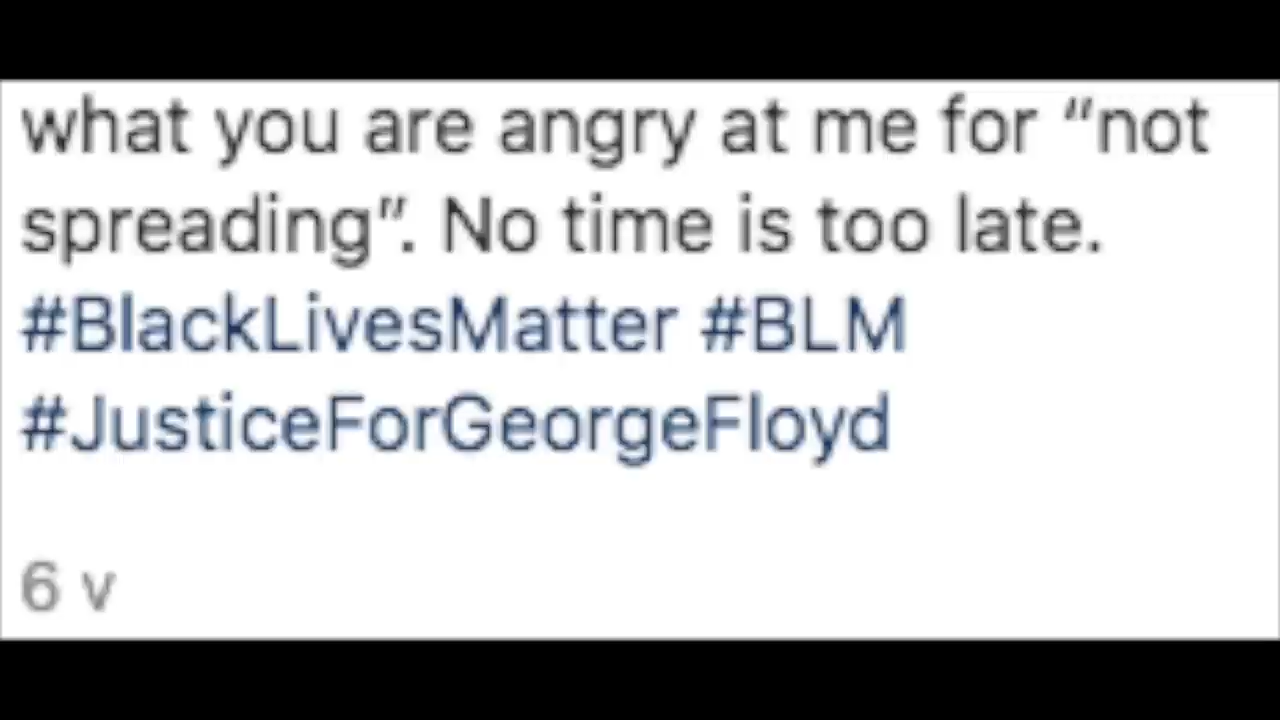 what you are angry at me for “not
spreading”. No time is too late.
#BlackLivesMatter #BLM
#JusticeForGeorgeFloyd
6 v